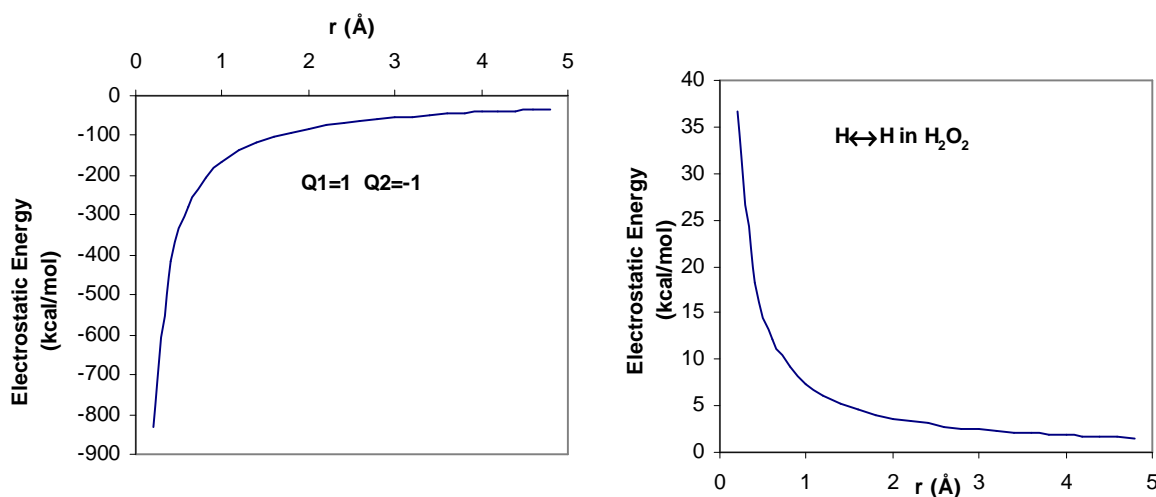 r (Å)
0 1 2 3 4 5
0
-100
-200
-300
-400
-500
-600
-700
-800
-900
Electrostatic Energy
(kcal/mol)
Q1=1 Q2=-1
40
35
30
25
20
15
10
5
0
Electrostatic Energy
(kcal/mol)
H↔H in H₂O₂
0 1 2 3 4 5
r (Å)